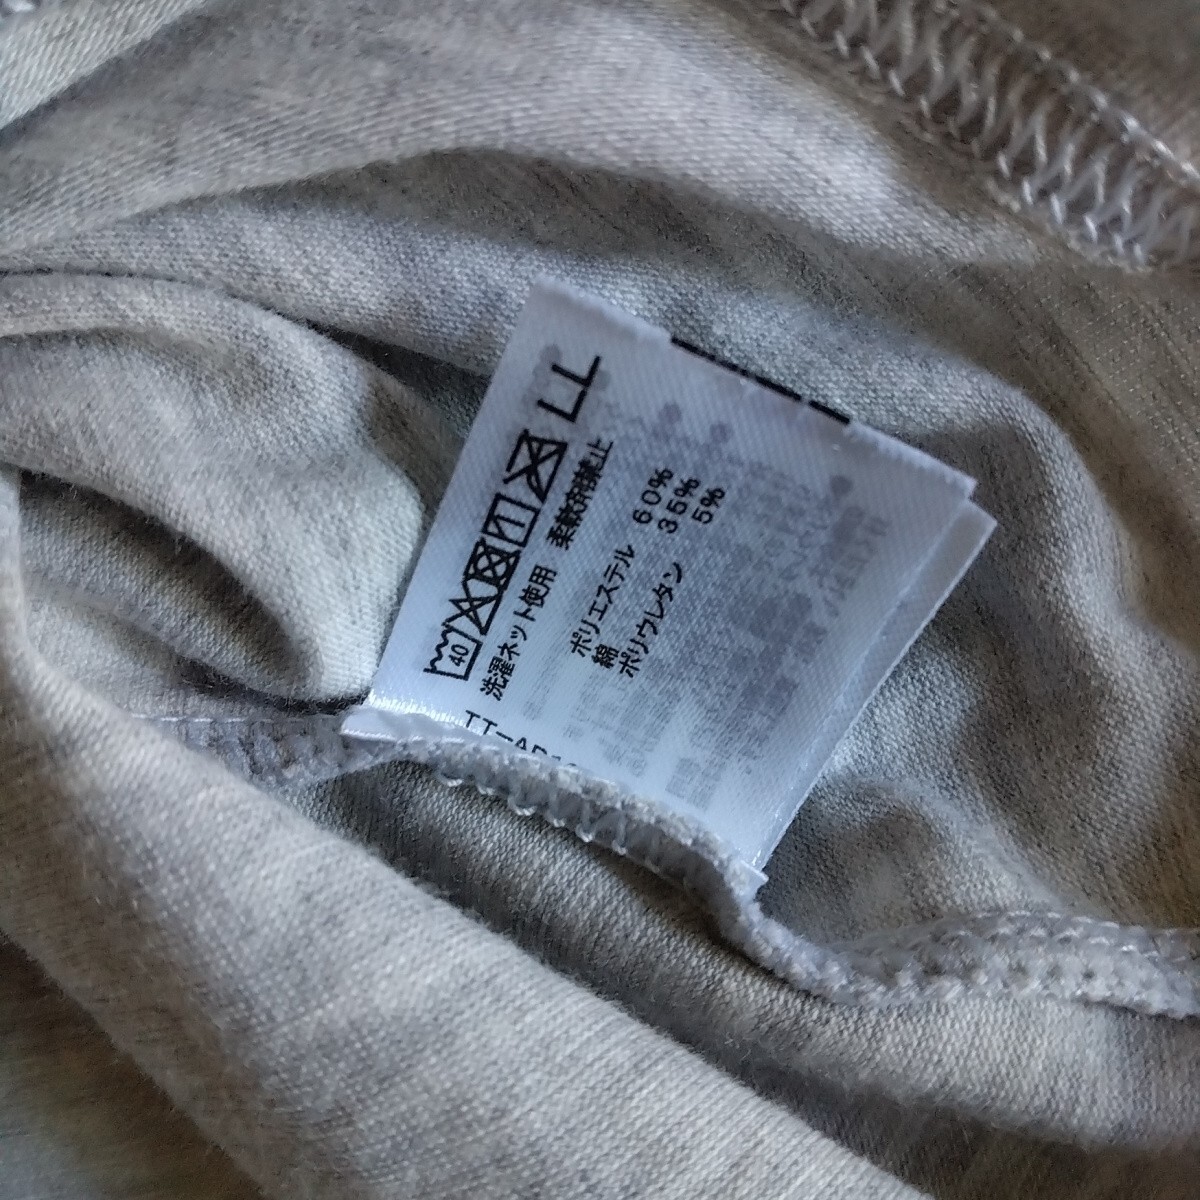 LL
40
洗濯ネット使用 柔軟剤禁止
ポリエステル 60%
綿 35%
ポリウレタン 5%